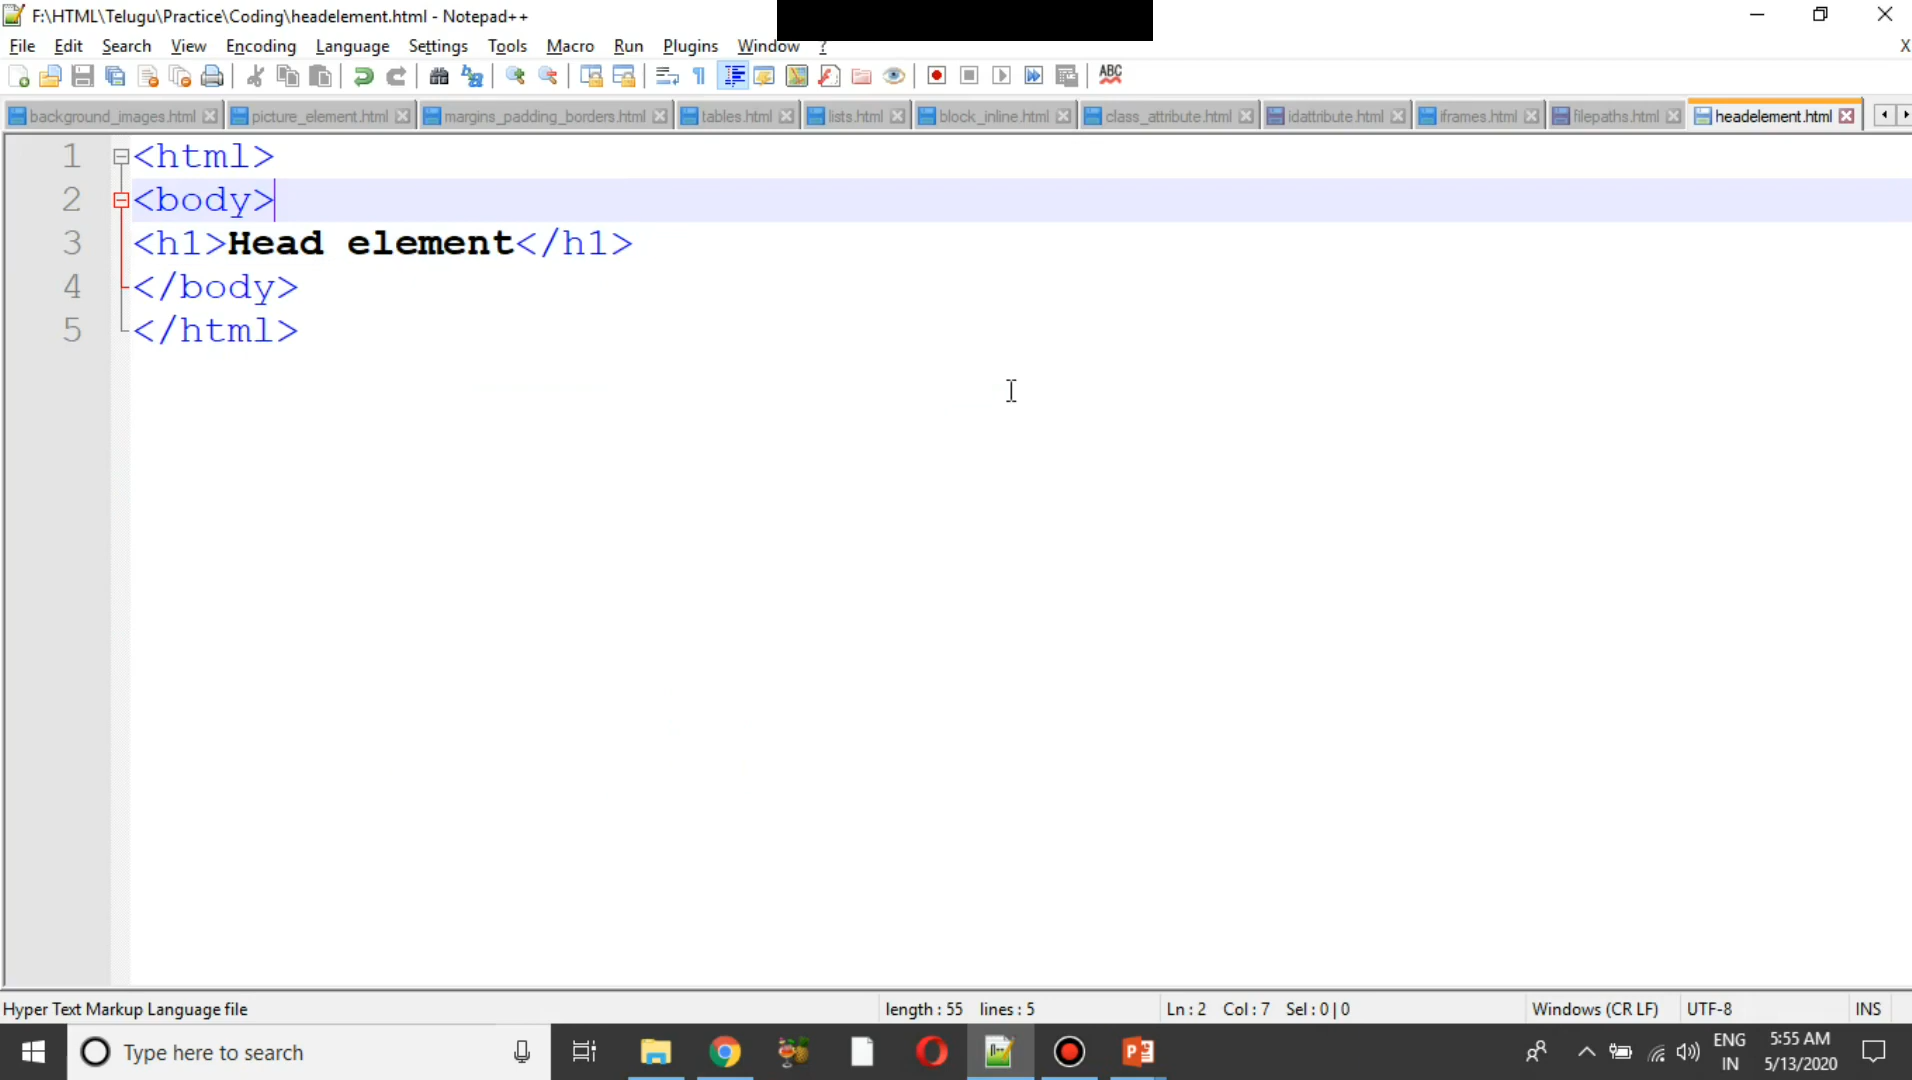 F:\HTML\Telugu\Practice\Coding\headelement.html - Notepad++
File Edit Search View Encoding Language Settings Tools Macro Run Plugins Window ? X
ABC
background_images.html picture_element.html margins_padding_borders.html tables.html lists.html block_inline.html class_attribute.html idattribute.html iframes.html filepaths.html headelement.html
1 <html>
2 <body>
3 <h1>Head element</h1>
4 </body>
5 </html>
Hyper Text Markup Language file length : 55 lines : 5 Ln : 2 Col : 7 Sel : 0 | 0 Windows (CR LF) UTF-8 INS
Type here to search
ENG 5:55 AM
IN 5/13/2020